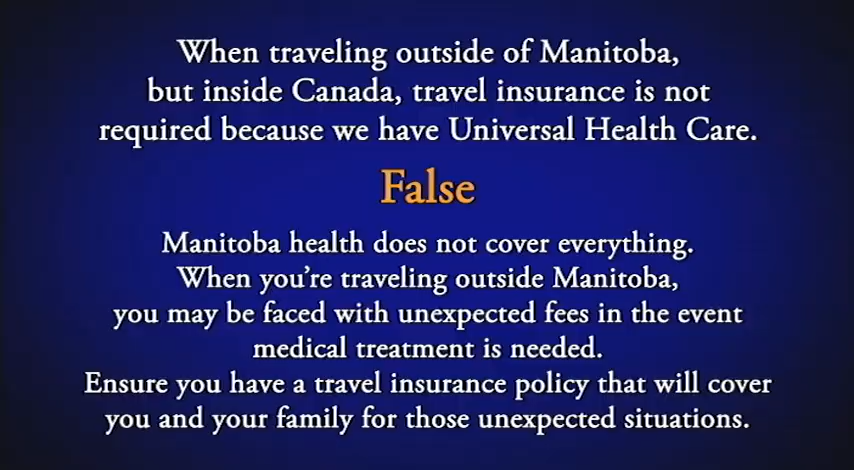 When traveling outside of Manitoba,
but inside Canada, travel insurance is not
required because we have Universal Health Care.
False
Manitoba health does not cover everything.
When you're traveling outside Manitoba,
you may be faced with unexpected fees in the event
medical treatment is needed.
Ensure you have a travel insurance policy that will cover
you and your family for those unexpected situations.